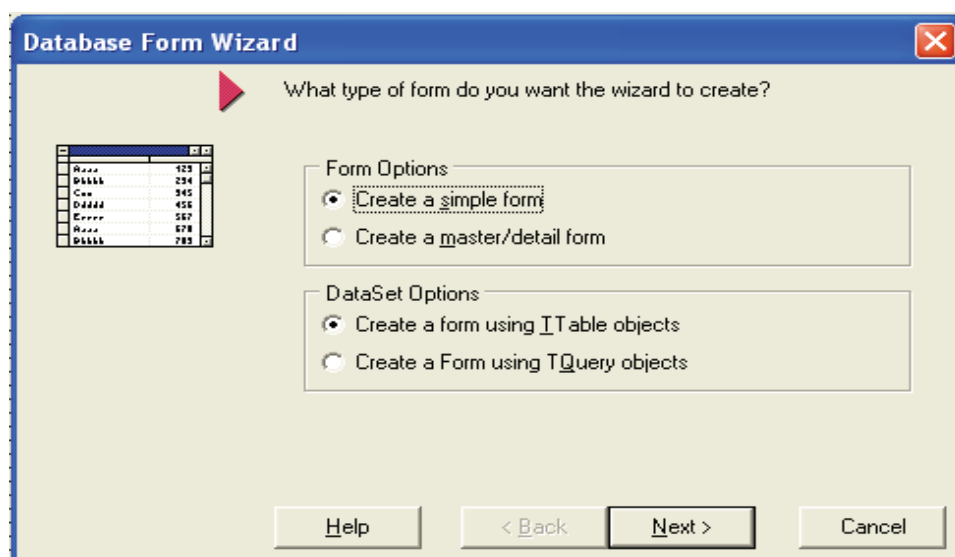 Database Form Wizard
What type of form do you want the wizard to create?
Form Options
Create a simple form
Create a master/detail form
DataSet Options
Create a form using TTable objects
Create a Form using TQuery objects
Help
< Back
Next >
Cancel